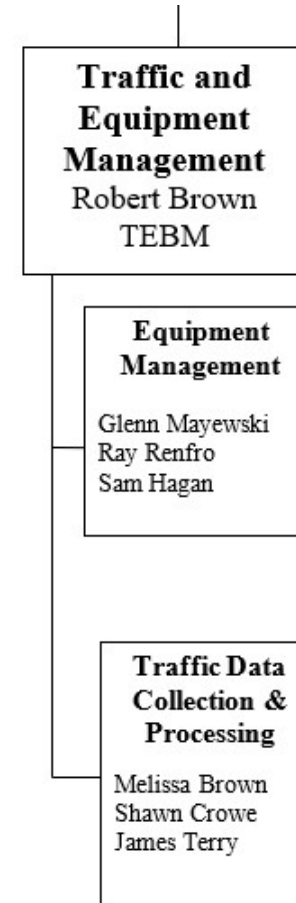 Traffic and
Equipment
Management
Robert Brown
TEBM
Equipment
Management
Glenn Mayewski
Ray Renfro
Sam Hagan
Traffic Data
Collection &
Processing
Melissa Brown
Shawn Crowe
James Terry